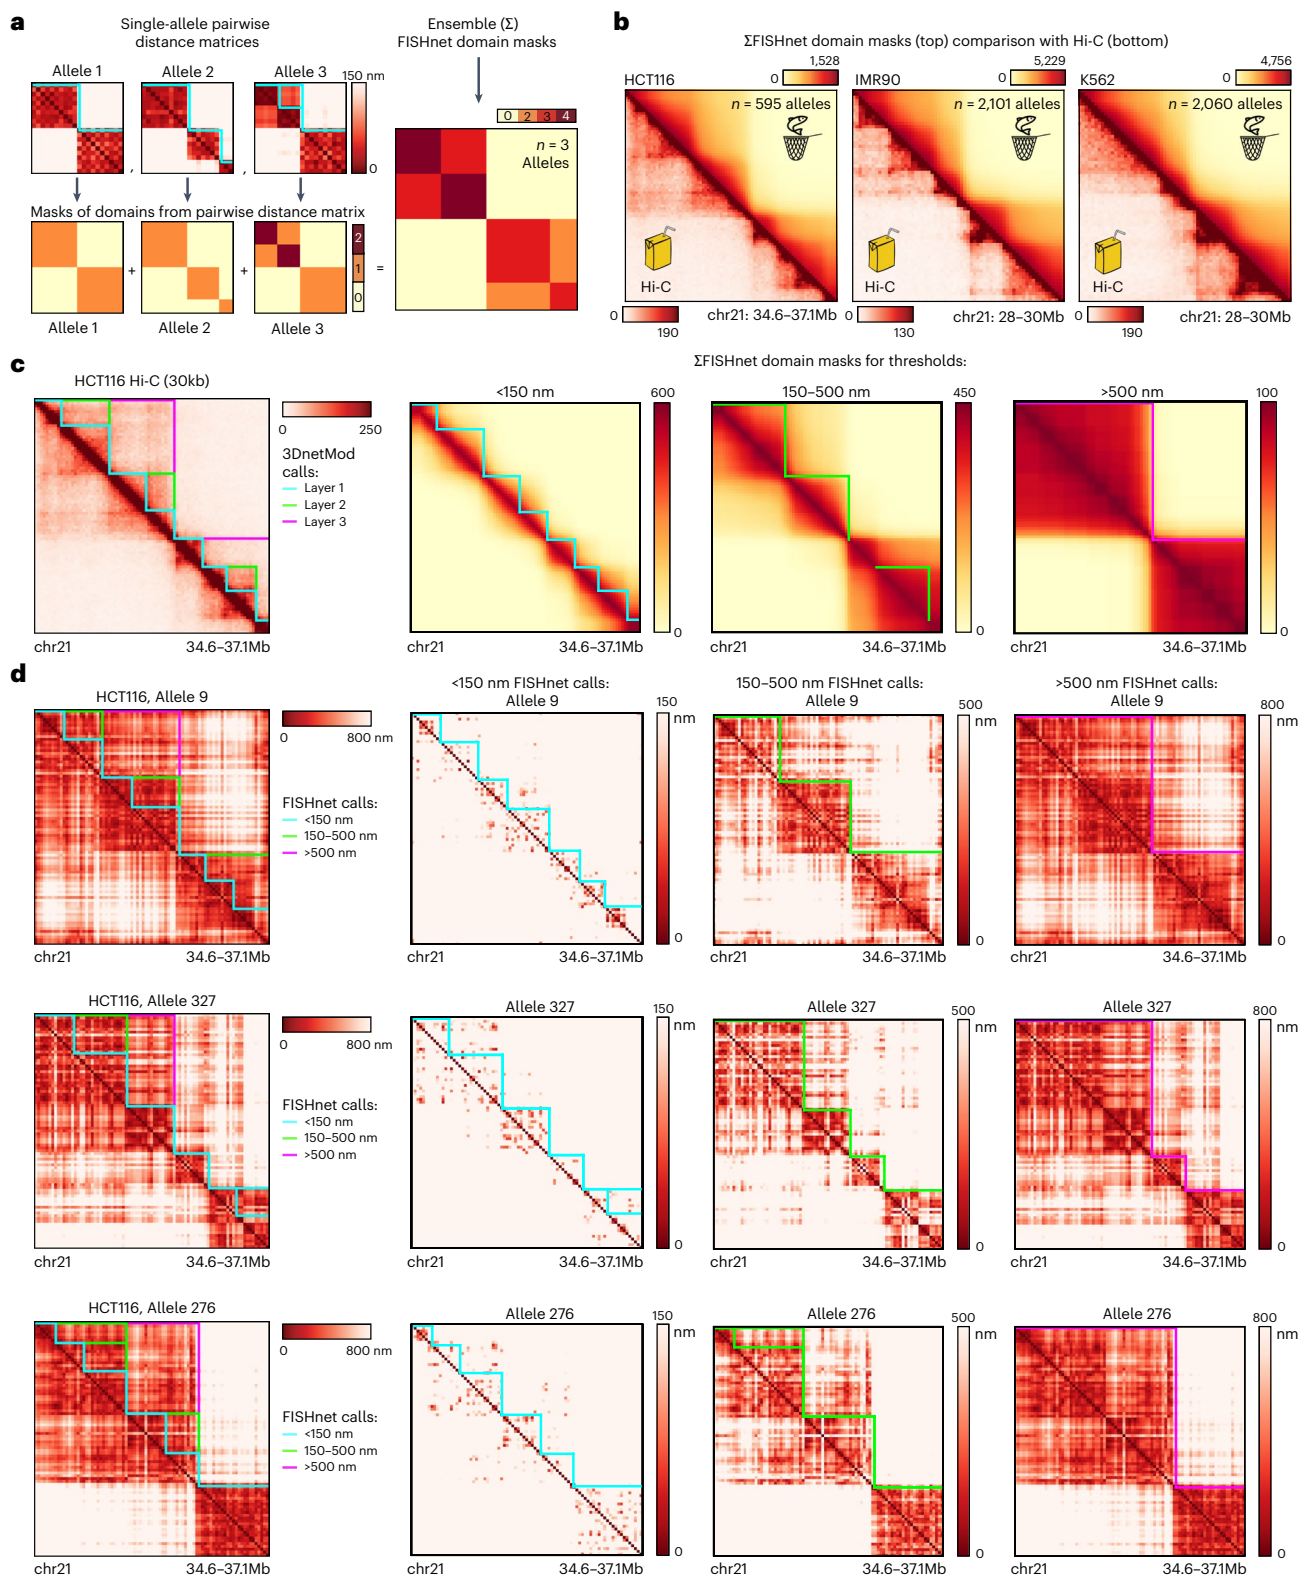 a
Single-allele pairwise
distance matrices
Ensemble (Σ)
FISHnet domain masks
Allele 1
Allele 2
Allele 3
150 nm
0
, ,
0 2 3 4
n = 3
Alleles
Masks of domains from pairwise distance matrix
2
1
0
+ + =
Allele 1
Allele 2
Allele 3
b
ΣFISHnet domain masks (top) comparison with Hi-C (bottom)
HCT116
0
1,528
n = 595 alleles
Hi-C
0
190
chr21: 34.6–37.1Mb
IMR90
0
5,229
n = 2,101 alleles
Hi-C
0
130
chr21: 28–30Mb
K562
0
4,756
n = 2,060 alleles
Hi-C
0
190
chr21: 28–30Mb
c
HCT116 Hi-C (30kb)
0
250
3DnetMod
calls:
Layer 1
Layer 2
Layer 3
chr21
34.6–37.1Mb
ΣFISHnet domain masks for thresholds:
<150 nm
600
0
chr21
34.6–37.1Mb
150–500 nm
450
0
chr21
34.6–37.1Mb
>500 nm
100
0
chr21
34.6–37.1Mb
d
HCT116, Allele 9
0
800 nm
FISHnet calls:
<150 nm
150–500 nm
>500 nm
chr21
34.6–37.1Mb
<150 nm FISHnet calls:
Allele 9
150
nm
0
chr21
34.6–37.1Mb
150–500 nm FISHnet calls:
Allele 9
500
nm
0
chr21
34.6–37.1Mb
>500 nm FISHnet calls:
Allele 9
800
nm
0
chr21
34.6–37.1Mb
HCT116, Allele 327
0
800 nm
FISHnet calls:
<150 nm
150–500 nm
>500 nm
chr21
34.6–37.1Mb
Allele 327
150
nm
0
chr21
34.6–37.1Mb
Allele 327
500
nm
0
chr21
34.6–37.1Mb
Allele 327
800
nm
0
chr21
34.6–37.1Mb
HCT116, Allele 276
0
800 nm
FISHnet calls:
<150 nm
150–500 nm
>500 nm
chr21
34.6–37.1Mb
Allele 276
150
nm
0
chr21
34.6–37.1Mb
Allele 276
500
nm
0
chr21
34.6–37.1Mb
Allele 276
800
nm
0
chr21
34.6–37.1Mb